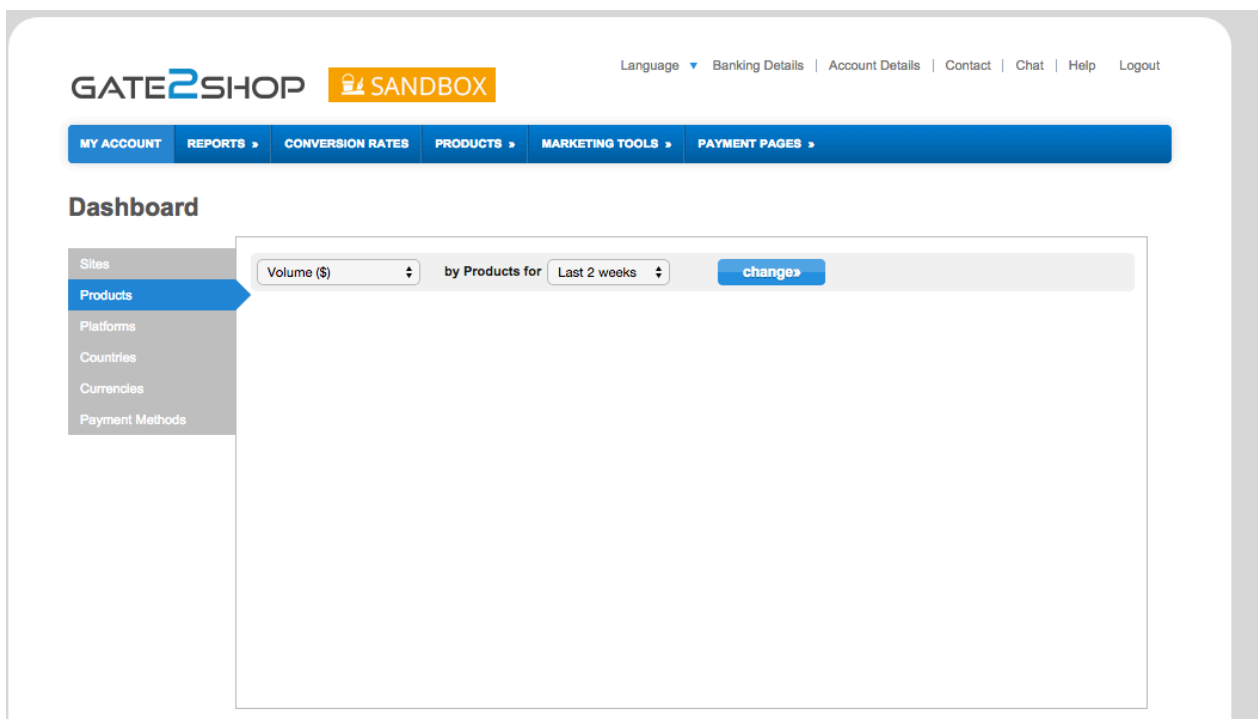 Language ▼ Banking Details | Account Details | Contact | Chat | Help Logout
GATE2SHOP SANDBOX
MY ACCOUNT REPORTS » CONVERSION RATES PRODUCTS » MARKETING TOOLS » PAYMENT PAGES »
Dashboard
Sites
Volume ($) by Products for Last 2 weeks change»
Products
Platforms
Countries
Currencies
Payment Methods